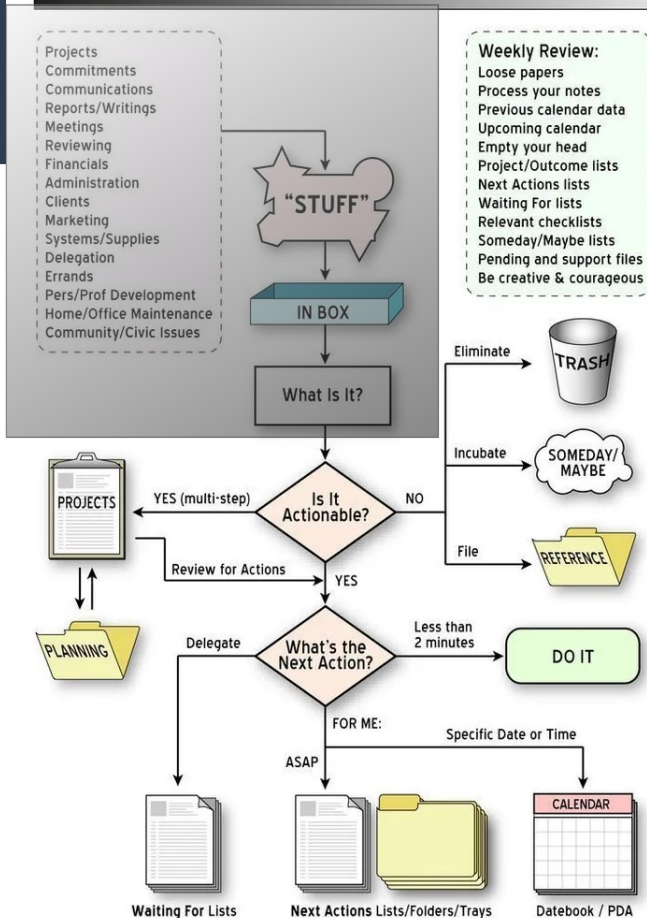 Projects
Commitments
Communications
Reports/Writings
Meetings
Reviewing
Financials
Administration
Clients
Marketing
Systems/Supplies
Delegation
Errands
Pers/Prof Development
Home/Office Maintenance
Community/Civic Issues
"STUFF"
IN BOX
What Is It?
Weekly Review:
Loose papers
Process your notes
Previous calendar data
Upcoming calendar
Empty your head
Project/Outcome lists
Next Actions lists
Waiting For lists
Relevant checklists
Someday/Maybe lists
Pending and support files
Be creative & courageous
Eliminate
TRASH
Incubate
SOMEDAY/
MAYBE
File
REFERENCE
PROJECTS
YES (multi-step)
Is It
Actionable?
NO
Review for Actions
YES
PLANNING
Delegate
What's the
Next Action?
Less than
2 minutes
DO IT
FOR ME:
ASAP
Specific Date or Time
CALENDAR
Waiting For Lists
Next Actions Lists/Folders/Trays
Datebook / PDA